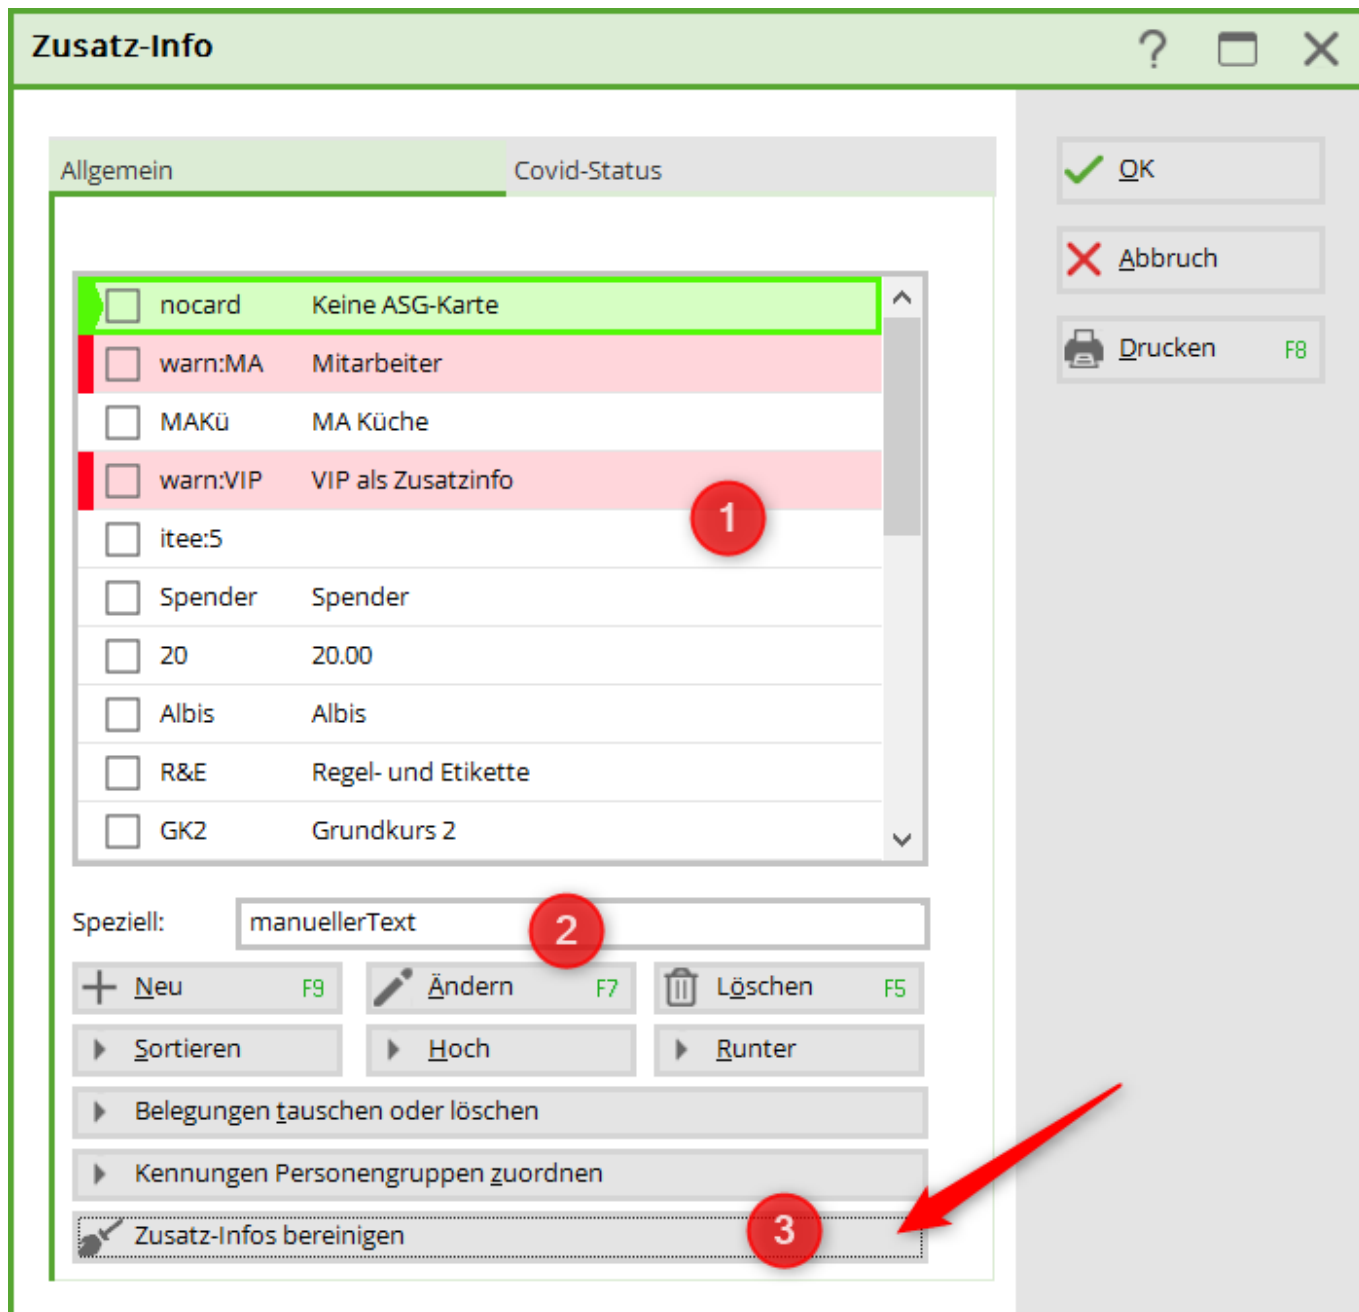 Zusatz-Info
Allgemein Covid-Status
nocard Keine ASG-Karte
warn:MA Mitarbeiter
MAKü MA Küche
warn:VIP VIP als Zusatzinfo
1
itee:5
Spender Spender
20 20.00
Albis Albis
R&E Regel- und Etikette
GK2 Grundkurs 2
Speziell: manuellerText
2
Neu F9 Ändern F7 Löschen F5
Sortieren Hoch Runter
Belegungen tauschen oder löschen
Kennungen Personengruppen zuordnen
Zusatz-Infos bereinigen
3
OK
Abbruch
Drucken F8